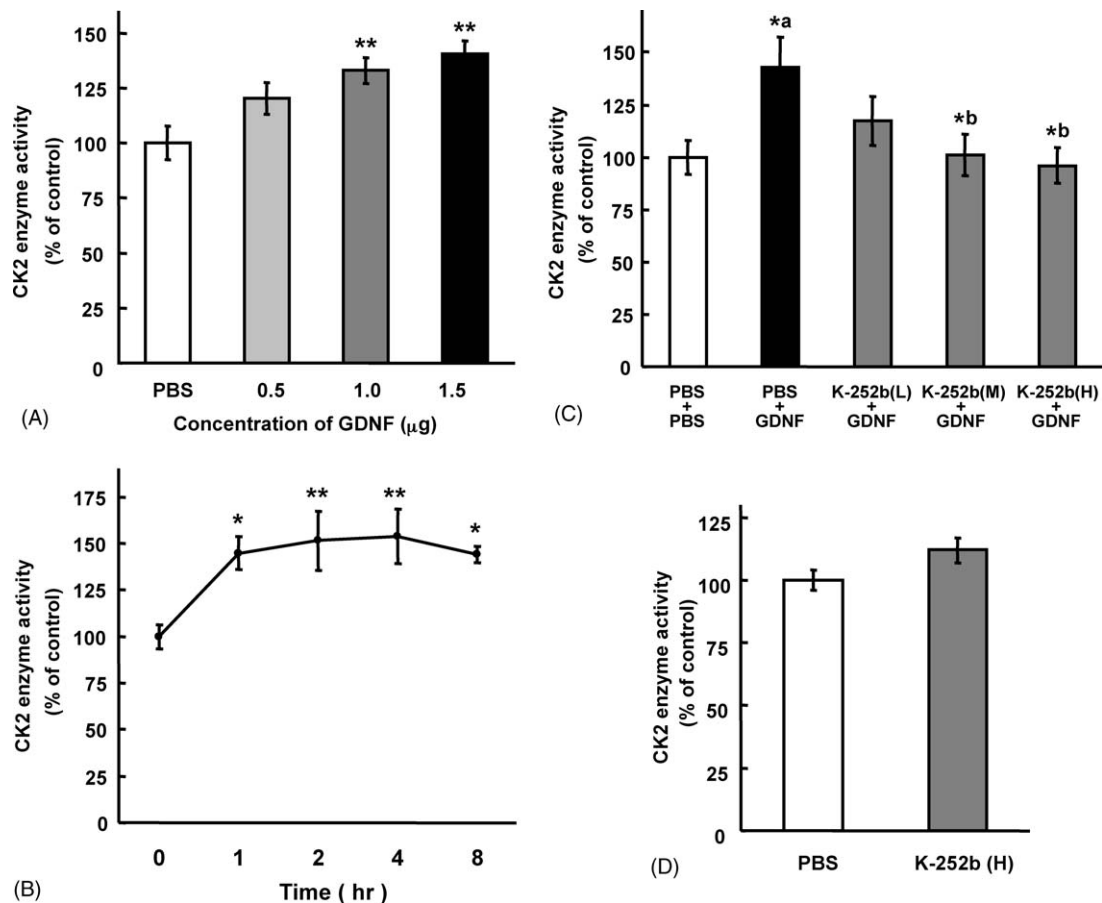 CK2 enzyme activity
(% of control)
150
125
100
75
50
25
0
**
**
PBS
0.5
1.0
1.5
Concentration of GDNF (μg)
(A)
CK2 enzyme activity
(% of control)
175
150
125
100
75
25
0
*
**
**
*
0
1
2
4
8
Time ( hr )
(B)
CK2 enzyme activity
(% of control)
150
125
100
75
50
25
0
*a
*b
*b
PBS
+
PBS
PBS
+
GDNF
K-252b(L)
+
GDNF
K-252b(M)
+
GDNF
K-252b(H)
+
GDNF
(C)
CK2 enzyme activity
(% of control)
125
100
75
50
25
0
PBS
K-252b (H)
(D)